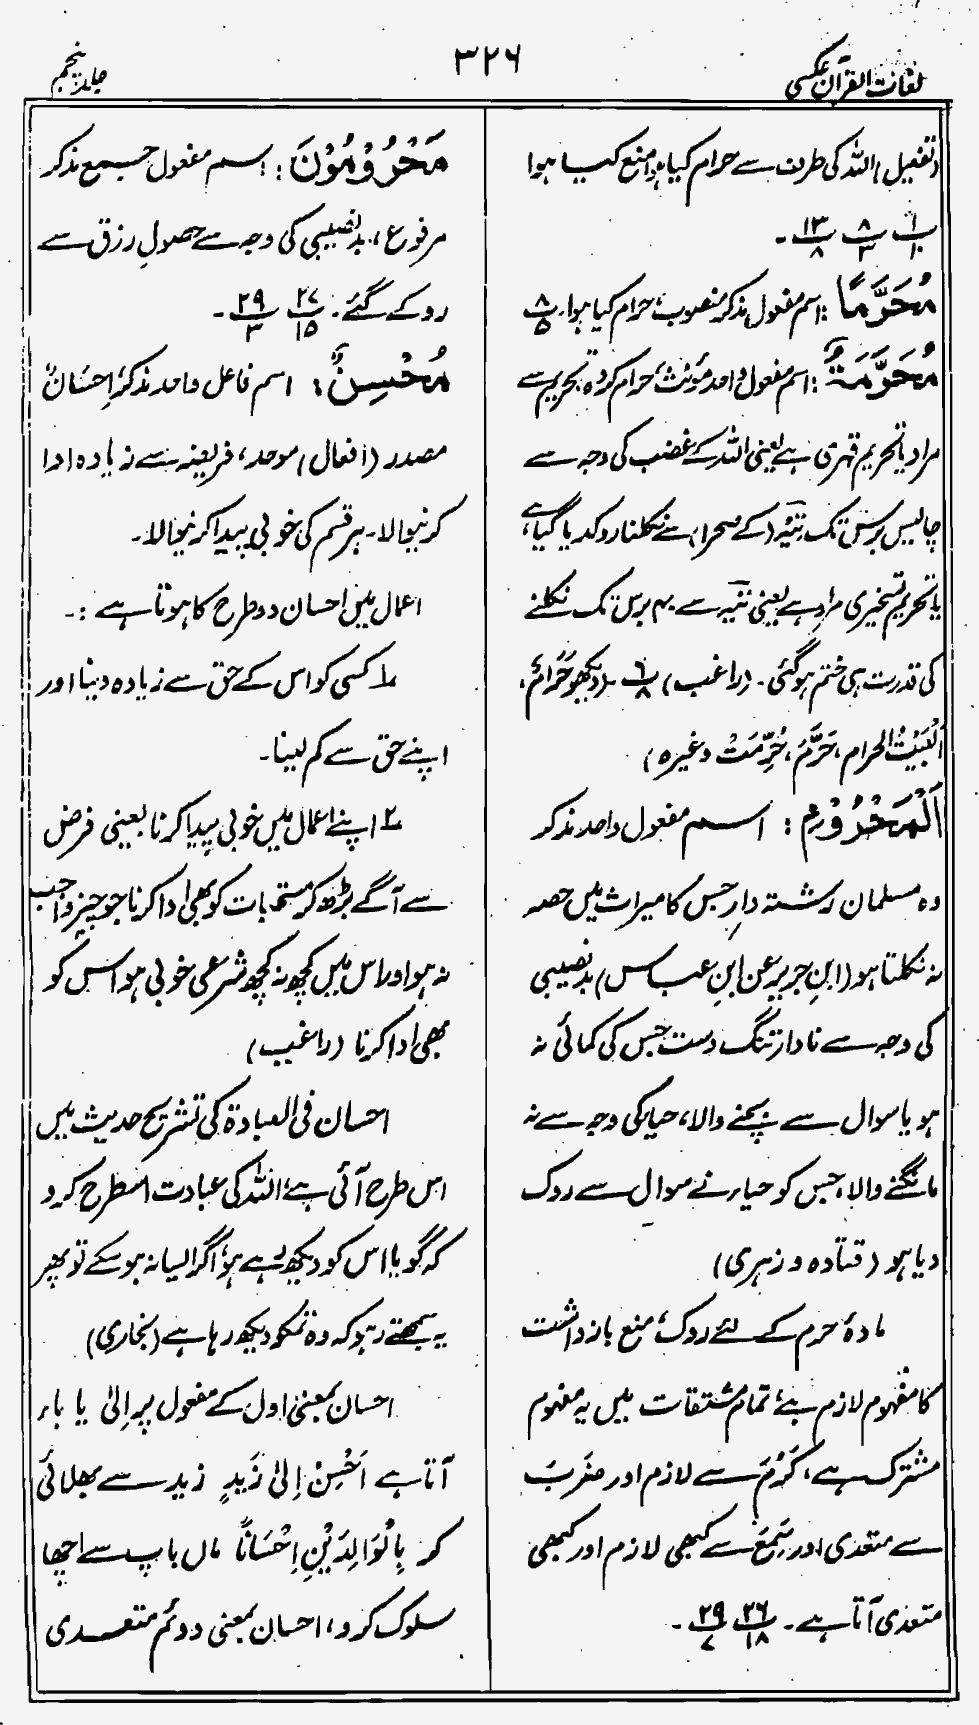 لغات القرآن عکسی
۳۲۶
جلد پنجم
(تفعیل) اللہ کی طرف سے حرام کیا ہوا، منع کیا ہوا
۱/۱۰ ۸/۳ ۱۳/۸ ۔
مُحَرَّمًا : اسم مفعول مذکر منصوب، حرام کیا ہوا۔ ۸/۵
مُحَرَّمَةٌ : اسم مفعول واحد مؤنث، حرام کردہ، تحریم سے
مراد یا تحریم قہری ہے یعنی اللہ کے غضب کی وجہ سے
چالیس برس تک تِیْہ (کے صحرا) سے نکلنا روک دیا گیا ہے،
یا تحریم تسخیری مراد ہے یعنی تیہ سے ۴۰ برس تک نکلنے
کی قدرت ہی ختم ہوگئی۔ (راغب) ۶/۸ ۔ (دیکھو حَرَامٌ،
اَلْبَیْتُ الحرام، حَرَّمَ، حُرِّمَتْ وغیرہ)
اَلْمَحْرُوْمِ : اسم مفعول واحد مذکر
وہ مسلمان رشتہ دار جس کا میراث میں حصہ
نہ نکلتا ہو (ابنِ جریر عن ابنِ عباس) بدنصیبی
کی وجہ سے نادار تنگ دست جس کی کمائی نہ
ہو یا سوال سے بچنے والا، حیا کی وجہ سے نہ
مانگنے والا، جس کو حیاء نے سوال سے روک
دیا ہو (قتادہ و زہری)
مادۂ حرم کے لئے روک، منع بازداشت
کا مفہوم لازم ہے، تمام مشتقات میں یہ مفہوم
مشترک ہے، کَرُمَ سے لازم اور ضَرَبَ
سے متعدی اور سَمِعَ سے کبھی لازم اور کبھی
متعدی آتا ہے۔ ۲۶/۱۸ ۲۹/۷ ۔
مَحْرُوْمُوْنَ : اسم مفعول جمع مذکر
مرفوع، بدنصیبی کی وجہ سے حصولِ رزق سے
روکے گئے۔ ۲۷/۱۵ ۲۹/۳ ۔
مُحْسِنٌ : اسم فاعل واحد مذکر، اِحْسَانٌ
مصدر (افعال) موحد، فریضہ سے زیادہ ادا
کرنیوالا۔ ہر قسم کی خوبی پیدا کرنیوالا۔
اعمال میں احسان دو طرح کا ہوتا ہے :۔
۱ کسی کو اس کے حق سے زیادہ دینا اور
اپنے حق سے کم لینا۔
۲ اپنے اعمال میں خوبی پیدا کرنا یعنی فرض
سے آگے بڑھ کر مستحبات کو بھی ادا کرنا جو چیز واجب
نہ ہو اور اس میں کچھ نہ کچھ شرعی خوبی ہو اس کو
بھی ادا کرنا (راغب)
احسان فی العبادۃ کی تشریح حدیث میں
اس طرح آئی ہے، اللہ کی عبادت اسطرح کرو
کہ گویا اس کو دیکھ رہے ہو، اگر ایسا نہ ہو سکے تو پھر
یہ سمجھتے رہو کہ وہ تمکو دیکھ رہا ہے (بخاری)
احسان بمعنی اول کے مفعول پر اِلیٰ یا باء
آتا ہے اَحْسِنْ اِلیٰ زَیدٍ زید سے بھلائی
کر بِالْوَالِدَیْنِ اِحْسَانًا ماں باپ سے اچھا
سلوک کرو، احسان بمعنی دوئم متعدی